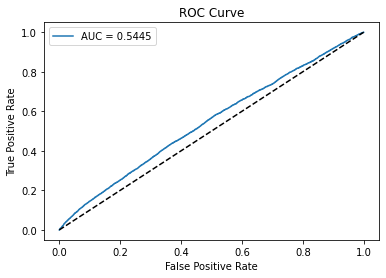 ROC Curve
AUC = 0.5445
True Positive Rate
1.0
0.8
0.6
0.4
0.2
0.0
0.0 0.2 0.4 0.6 0.8 1.0
False Positive Rate